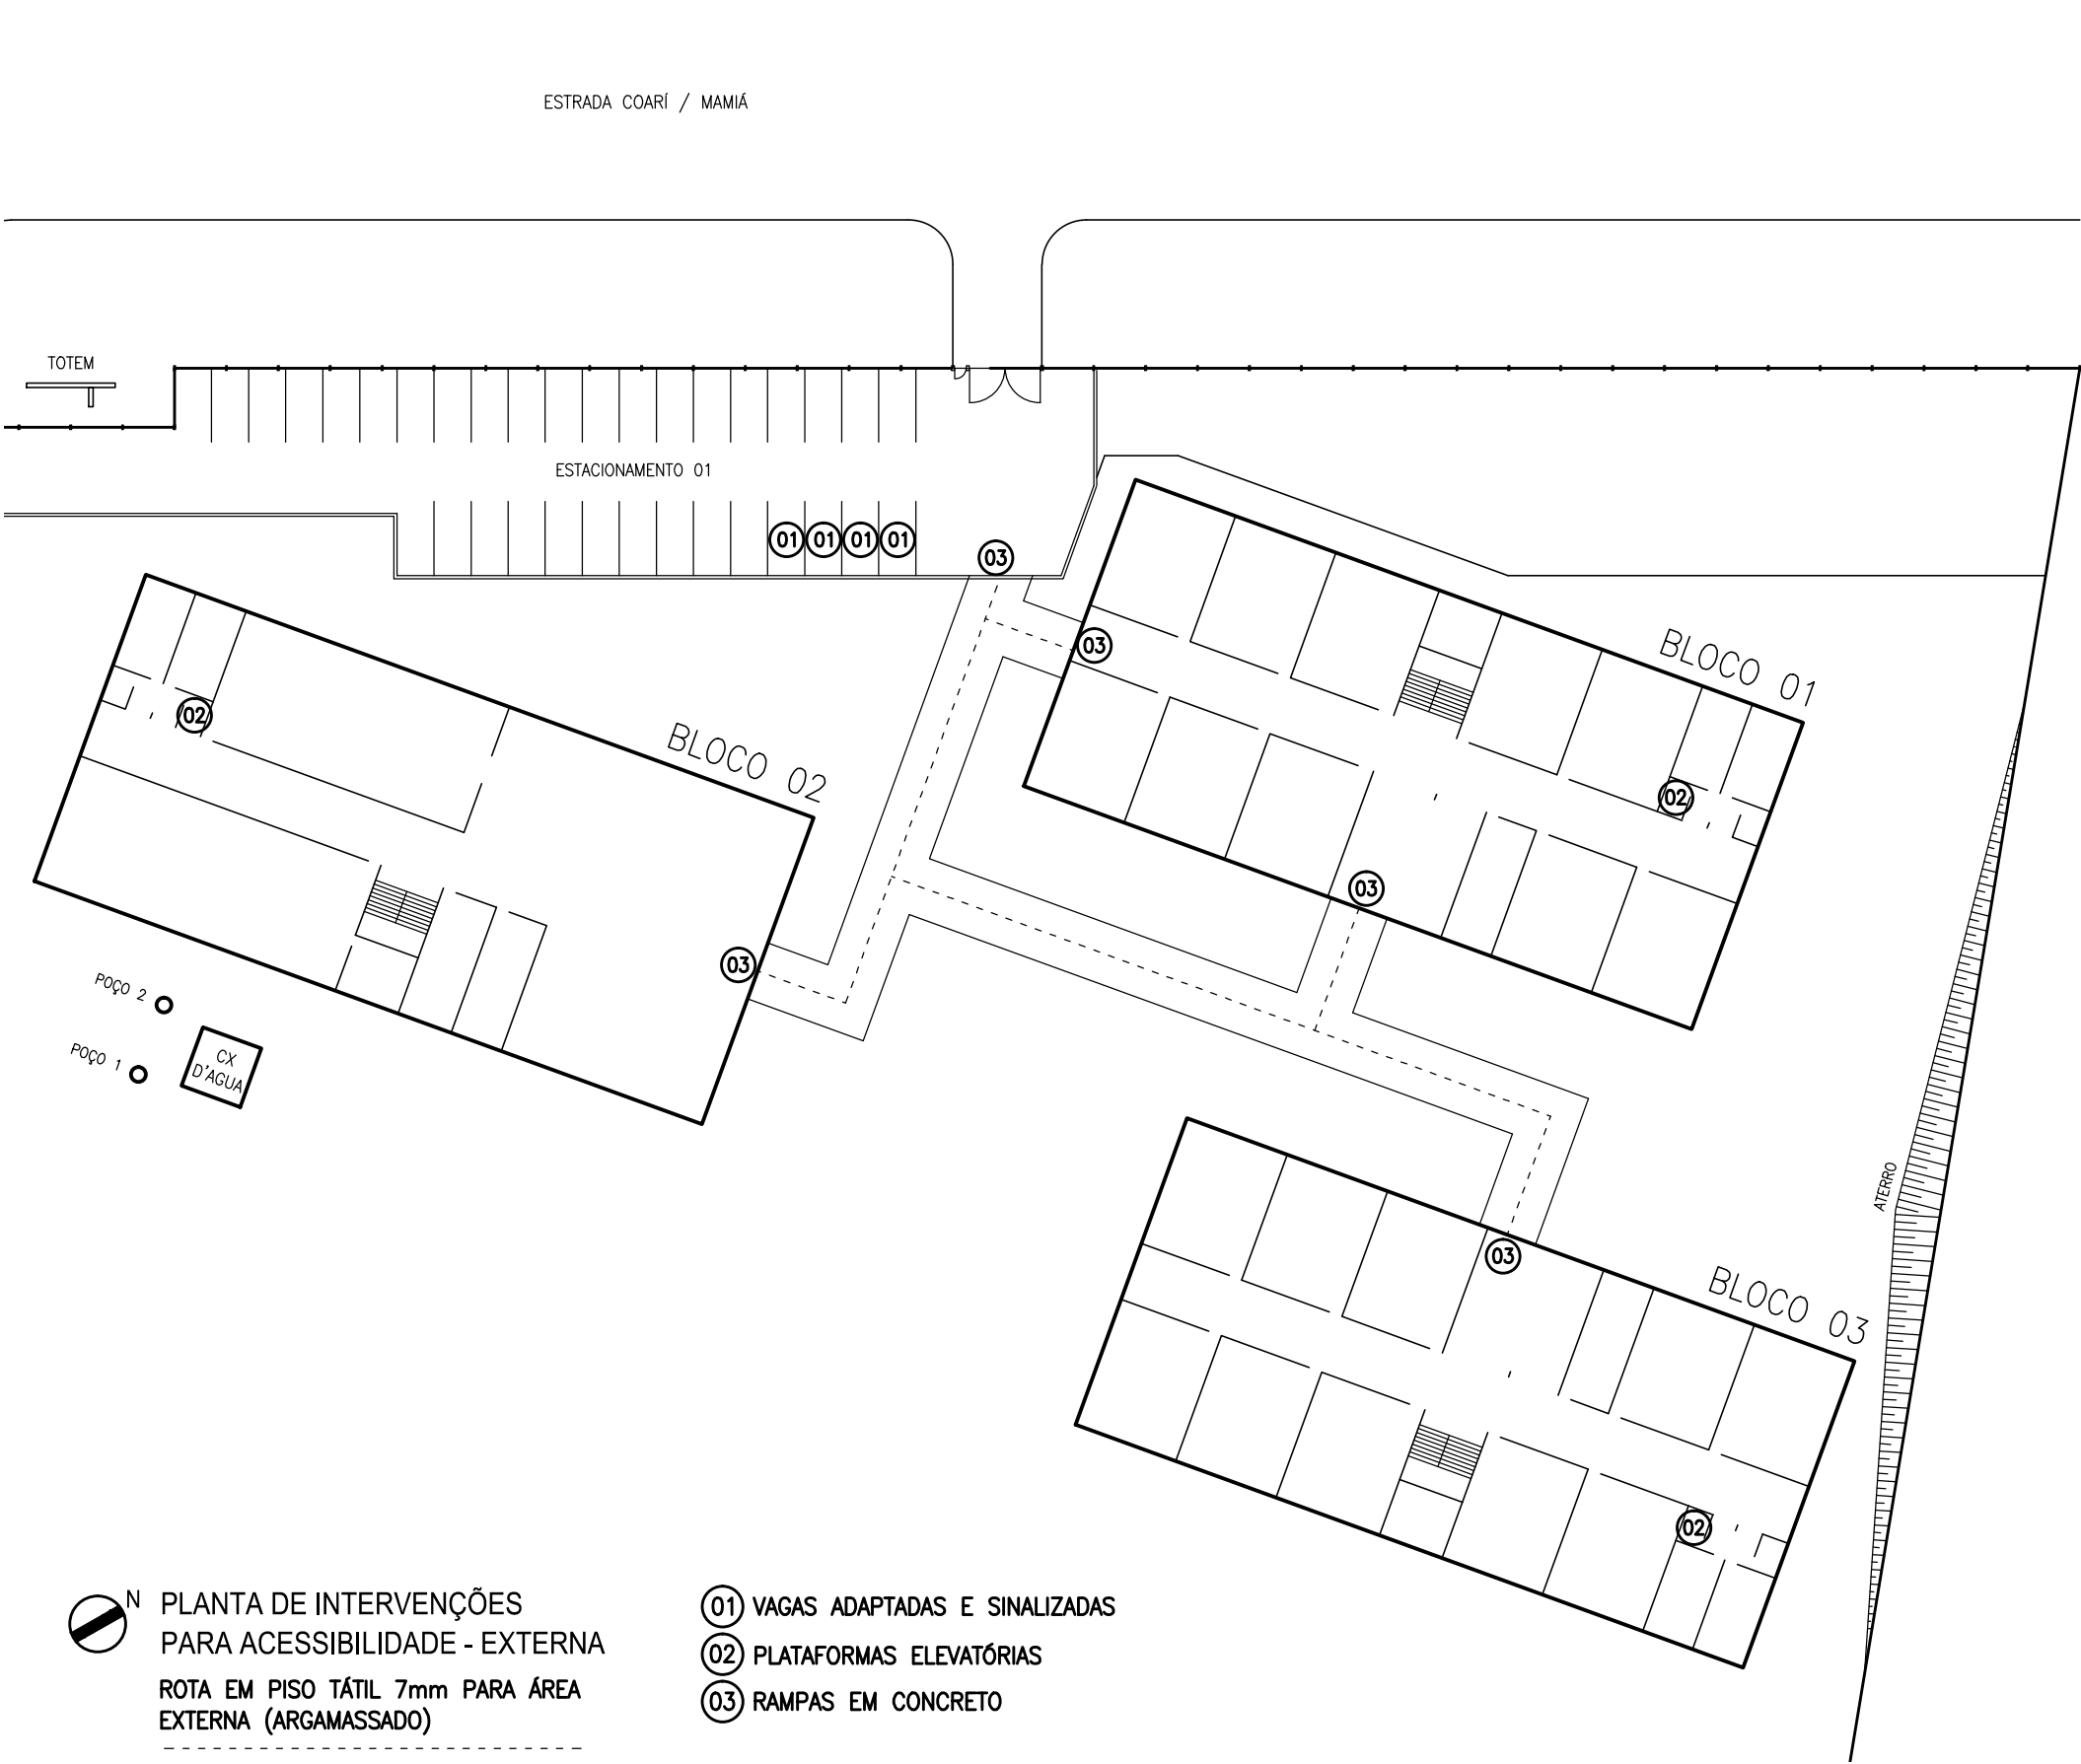 ESTRADA COARÍ / MAMIÁ
TOTEM
ESTACIONAMENTO 01
01 01 01 01
03
03
BLOCO 01
02
BLOCO 02
02
03
03
POÇO 2
POÇO 1
CX
D'AGUA
ATERRO
03
BLOCO 03
02
N
PLANTA DE INTERVENÇÕES
PARA ACESSIBILIDADE - EXTERNA
ROTA EM PISO TÁTIL 7mm PARA ÁREA
EXTERNA (ARGAMASSADO)
01 VAGAS ADAPTADAS E SINALIZADAS
02 PLATAFORMAS ELEVATÓRIAS
03 RAMPAS EM CONCRETO